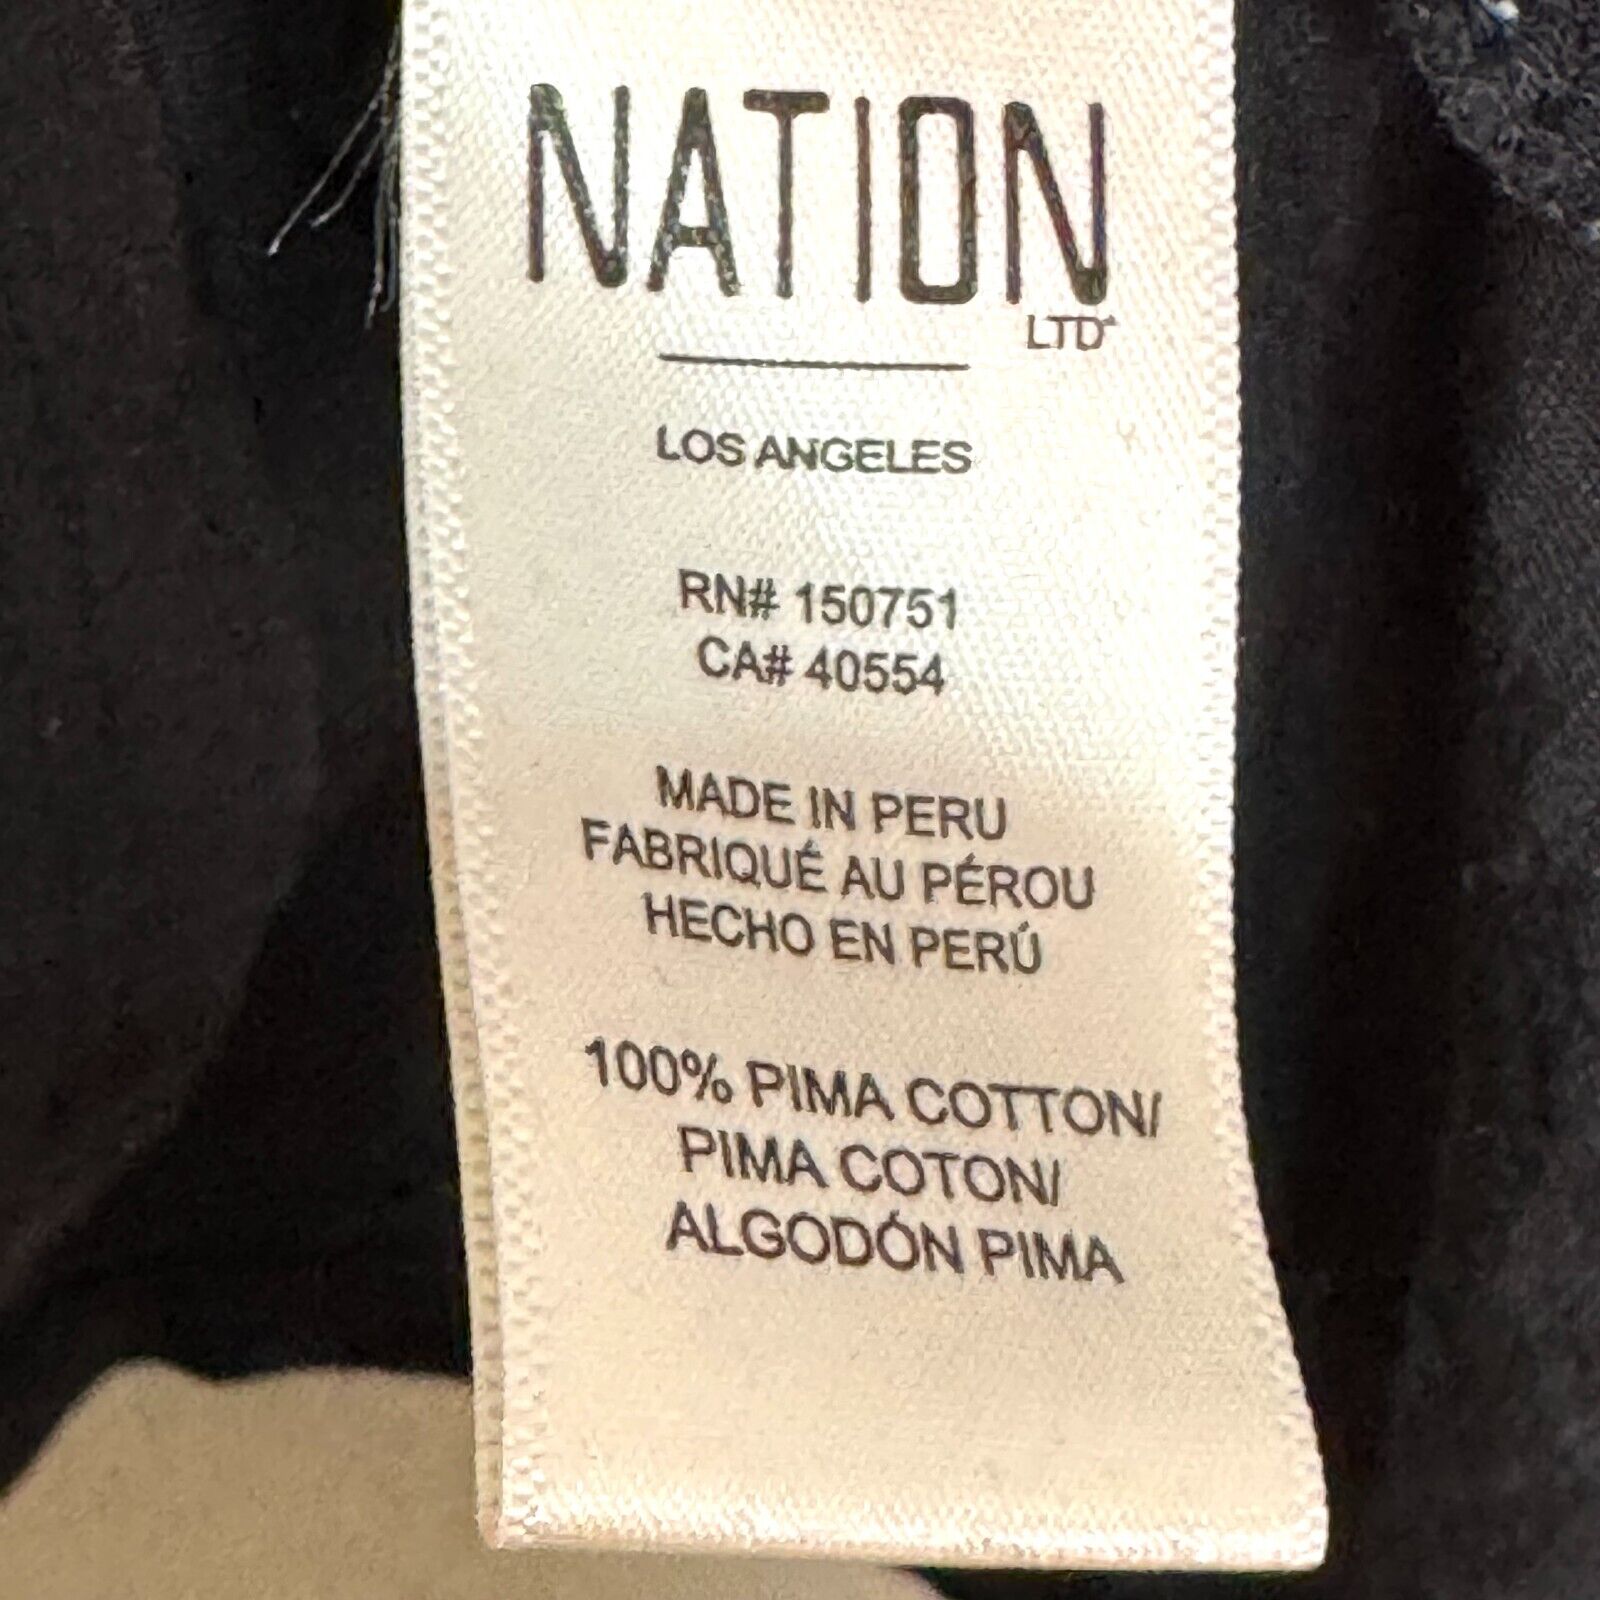 NATION
LTD
LOS ANGELES
RN# 150751
CA# 40554
MADE IN PERU
FABRIQUÉ AU PÉROU
HECHO EN PERÚ
100% PIMA COTTON/
PIMA COTON/
ALGODÓN PIMA